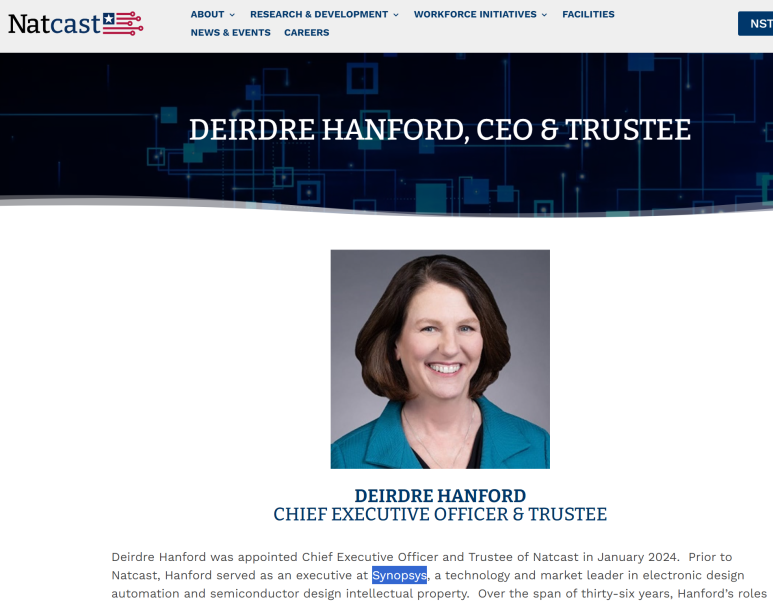 Natcast
ABOUT
RESEARCH & DEVELOPMENT
WORKFORCE INITIATIVES
FACILITIES
NEWS & EVENTS
CAREERS
NST
DEIRDRE HANFORD, CEO & TRUSTEE
DEIRDRE HANFORD
CHIEF EXECUTIVE OFFICER & TRUSTEE
Deirdre Hanford was appointed Chief Executive Officer and Trustee of Natcast in January 2024.  Prior to
Natcast, Hanford served as an executive at Synopsys, a technology and market leader in electronic design
automation and semiconductor design intellectual property.  Over the span of thirty-six years, Hanford's roles